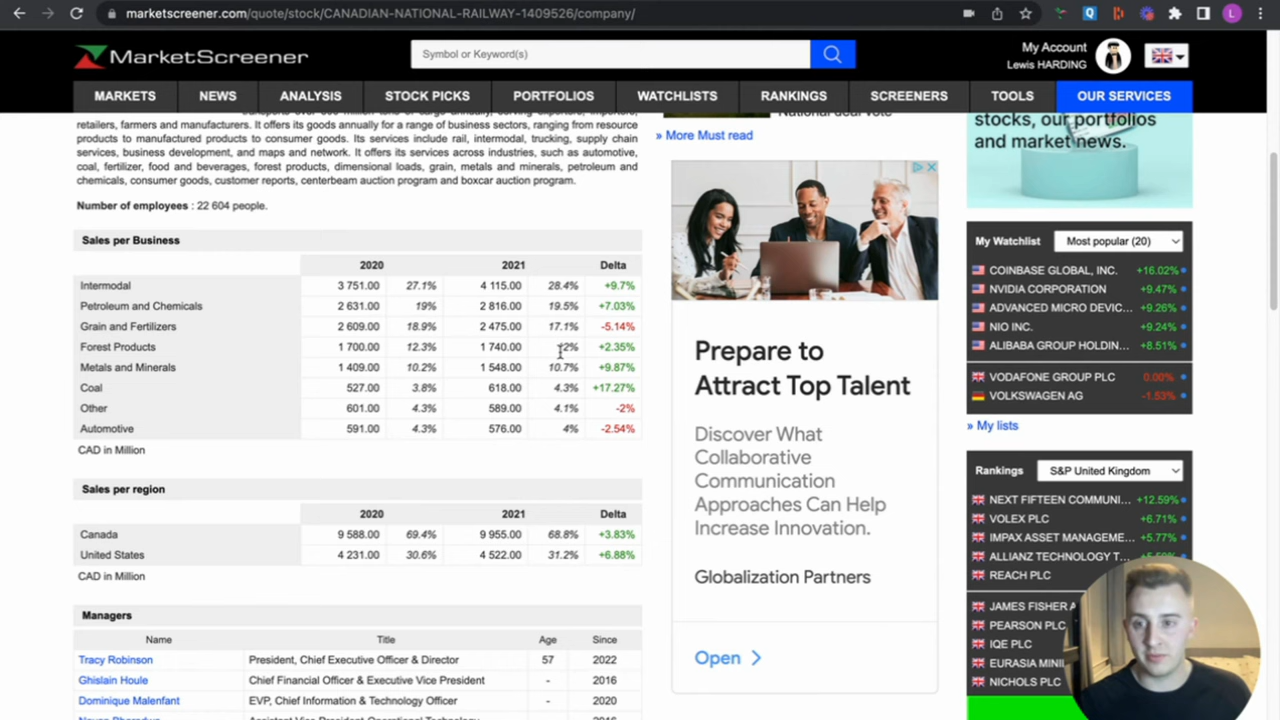 marketscreener.com/quote/stock/CANADIAN-NATIONAL-RAILWAY-1409526/company/
MarketScreener
Symbol or Keyword(s)
My Account
Lewis HARDING
MARKETS NEWS ANALYSIS STOCK PICKS PORTFOLIOS WATCHLISTS RANKINGS SCREENERS TOOLS OUR SERVICES
retailers, farmers and manufacturers. It offers its goods annually for a range of business sectors, ranging from resource
products to manufactured products to consumer goods. Its services include rail, intermodal, trucking, supply chain
services, business development, and maps and network. It offers its services across industries, such as automotive,
coal, fertilizer, food and beverages, forest products, dimensional loads, grain, metals and minerals, petroleum and
chemicals, consumer goods, customer reports, centerbeam auction program and boxcar auction program.
Number of employees : 22 604 people.
Sales per Business
2020 2021 Delta
Intermodal 3 751.00 27.1% 4 115.00 28.4% +9.7%
Petroleum and Chemicals 2 631.00 19% 2 816.00 19.5% +7.03%
Grain and Fertilizers 2 609.00 18.9% 2 475.00 17.1% -5.14%
Forest Products 1 700.00 12.3% 1 740.00 +2.35%
Metals and Minerals 1 409.00 10.2% 1 548.00 10.7% +9.87%
Coal 527.00 3.8% 618.00 4.3% +17.27%
Other 601.00 4.3% 589.00 4.1% -2%
Automotive 591.00 4.3% 576.00 4% -2.54%
CAD in Million
Sales per region
2020 2021 Delta
Canada 9 588.00 69.4% 9 955.00 68.8% +3.83%
United States 4 231.00 30.6% 4 522.00 31.2% +6.88%
CAD in Million
Managers
Name Title Age Since
Tracy Robinson President, Chief Executive Officer & Director 57 2022
Ghislain Houle Chief Financial Officer & Executive Vice President - 2016
Dominique Malenfant EVP, Chief Information & Technology Officer - 2020
» More Must read
Prepare to
Attract Top Talent
Discover What
Collaborative
Communication
Approaches Can Help
Increase Innovation.
Globalization Partners
Open
stocks, our portfolios
and market news.
My Watchlist Most popular (20)
COINBASE GLOBAL, INC. +16.02%
NVIDIA CORPORATION +9.47%
ADVANCED MICRO DEVIC... +9.26%
NIO INC. +9.24%
ALIBABA GROUP HOLDIN... +8.51%
VODAFONE GROUP PLC 0.00%
VOLKSWAGEN AG -1.53%
» My lists
Rankings S&P United Kingdom
NEXT FIFTEEN COMMUNI... +12.59%
VOLEX PLC +6.71%
IMPAX ASSET MANAGEME... +5.77%
ALLIANZ TECHNOLOGY T...
REACH PLC
JAMES FISHER A
PEARSON PLC
IQE PLC
EURASIA MINI
NICHOLS PLC